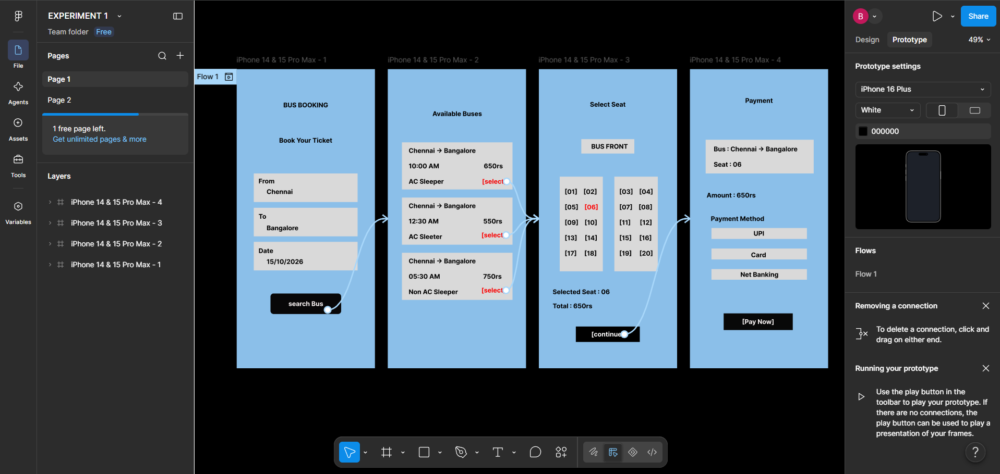 EXPERIMENT 1
Team folder Free
File
Agents
Assets
Tools
Variables
Pages
Page 1
Page 2
1 free page left.
Get unlimited pages & more
Layers
iPhone 14 & 15 Pro Max - 4
iPhone 14 & 15 Pro Max - 3
iPhone 14 & 15 Pro Max - 2
iPhone 14 & 15 Pro Max - 1
Flow 1
iPhone 14 & 15 Pro Max - 1
BUS BOOKING
Book Your Ticket
From
Chennai
To
Bangalore
Date
15/10/2026
search Bus
iPhone 14 & 15 Pro Max - 2
Available Buses
Chennai → Bangalore
10:00 AM 650rs
AC Sleeper [select
Chennai → Bangalore
12:30 AM 550rs
AC Sleeter [select
Chennai → Bangalore
05:30 AM 750rs
Non AC Sleeper [select
iPhone 14 & 15 Pro Max - 3
Select Seat
BUS FRONT
[01] [02] [03] [04]
[05] [06] [07] [08]
[09] [10] [11] [12]
[13] [14] [15] [16]
[17] [18] [19] [20]
Selected Seat : 06
Total : 650rs
[continue
iPhone 14 & 15 Pro Max - 4
Payment
Bus : Chennai → Bangalore
Seat : 06
Amount : 650rs
Payment Method
UPI
Card
Net Banking
[Pay Now]
B
Share
Design Prototype 49%
Prototype settings
iPhone 16 Plus
White
000000
Flows
Flow 1
Removing a connection
To delete a connection, click and
drag on either end.
Running your prototype
Use the play button in the
toolbar to play your prototype. If
there are no connections, the
play button can be used to play a
presentation of your frames.
?